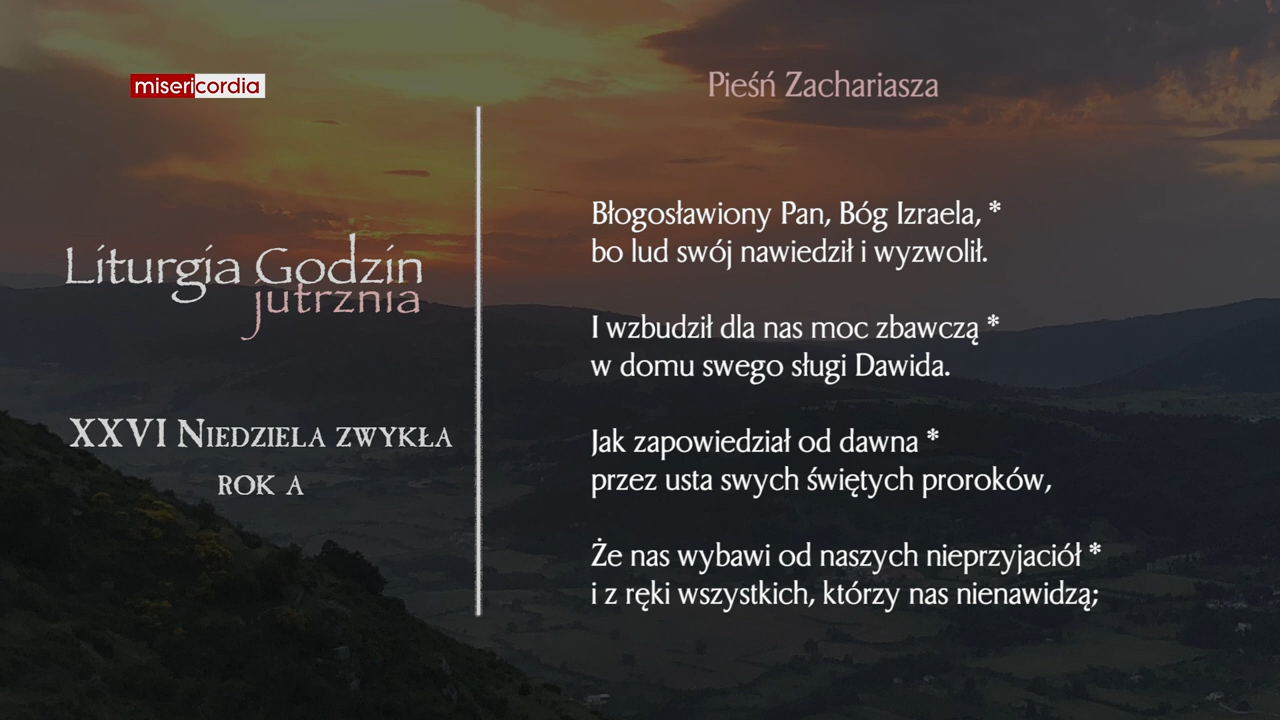 misericordia
Liturgia Godzin
jutrznia
XXVI Niedziela zwykła
rok A
Pieśń Zachariasza
Błogosławiony Pan, Bóg Izraela, *
bo lud swój nawiedził i wyzwolił.
I wzbudził dla nas moc zbawczą *
w domu swego sługi Dawida.
Jak zapowiedział od dawna *
przez usta swych świętych proroków,
Że nas wybawi od naszych nieprzyjaciół *
i z ręki wszystkich, którzy nas nienawidzą;